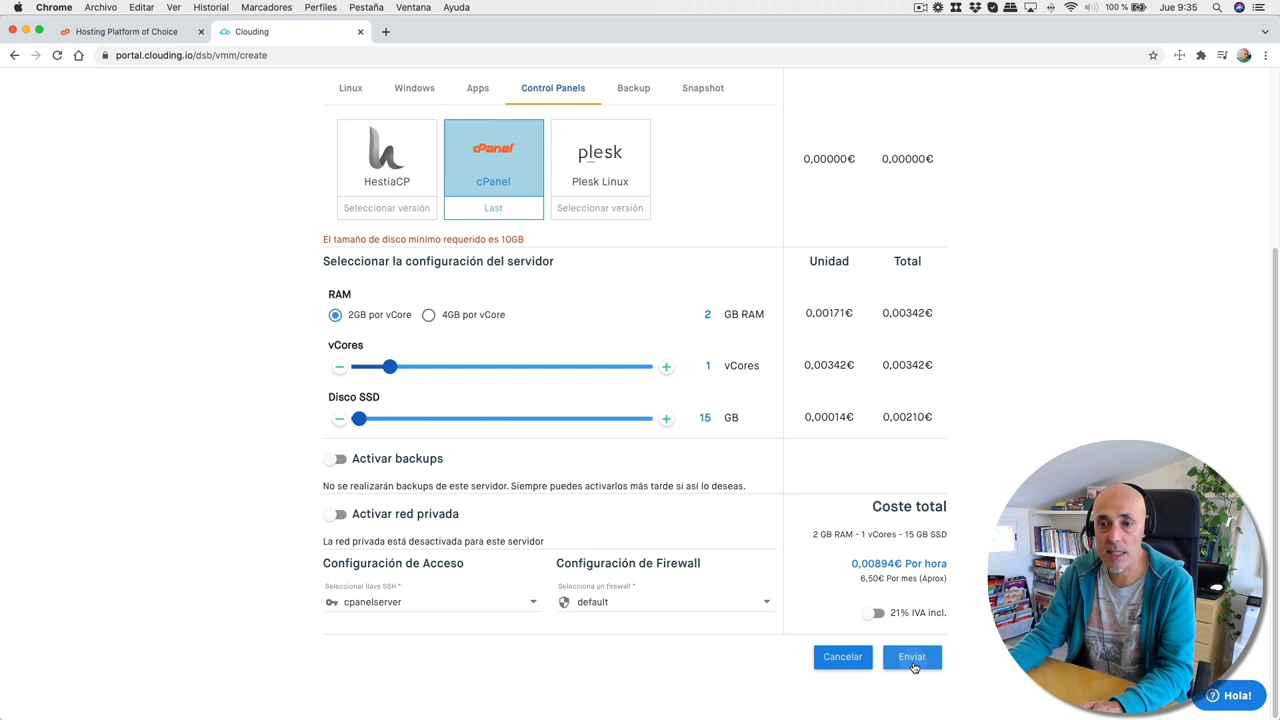 Chrome Archivo Editar Ver Historial Marcadores Perfiles Pestaña Ventana Ayuda 100 % Jue 9:35
Hosting Platform of Choice
Clouding
portal.clouding.io/dsb/vmm/create
Linux Windows Apps Control Panels Backup Snapshot
cPanel plesk
HestiaCP cPanel Plesk Linux
0,00000€ 0,00000€
Seleccionar versión Last Seleccionar versión
El tamaño de disco mínimo requerido es 10GB
Seleccionar la configuración del servidor Unidad Total
RAM
2GB por vCore 4GB por vCore 2 GB RAM 0,00171€ 0,00342€
vCores
1 vCores 0,00342€ 0,00342€
Disco SSD
15 GB 0,00014€ 0,00210€
Activar backups
No se realizarán backups de este servidor. Siempre puedes activarlos más tarde si así lo deseas.
Activar red privada
La red privada está desactivada para este servidor
Coste total
2 GB RAM - 1 vCores - 15 GB SSD
0,00894€ Por hora
6,50€ Por mes (Aprox)
21% IVA incl.
Configuración de Acceso Configuración de Firewall
Seleccionar llave SSH * Selecciona un firewall *
cpanelserver default
Cancelar Enviar
Hola!